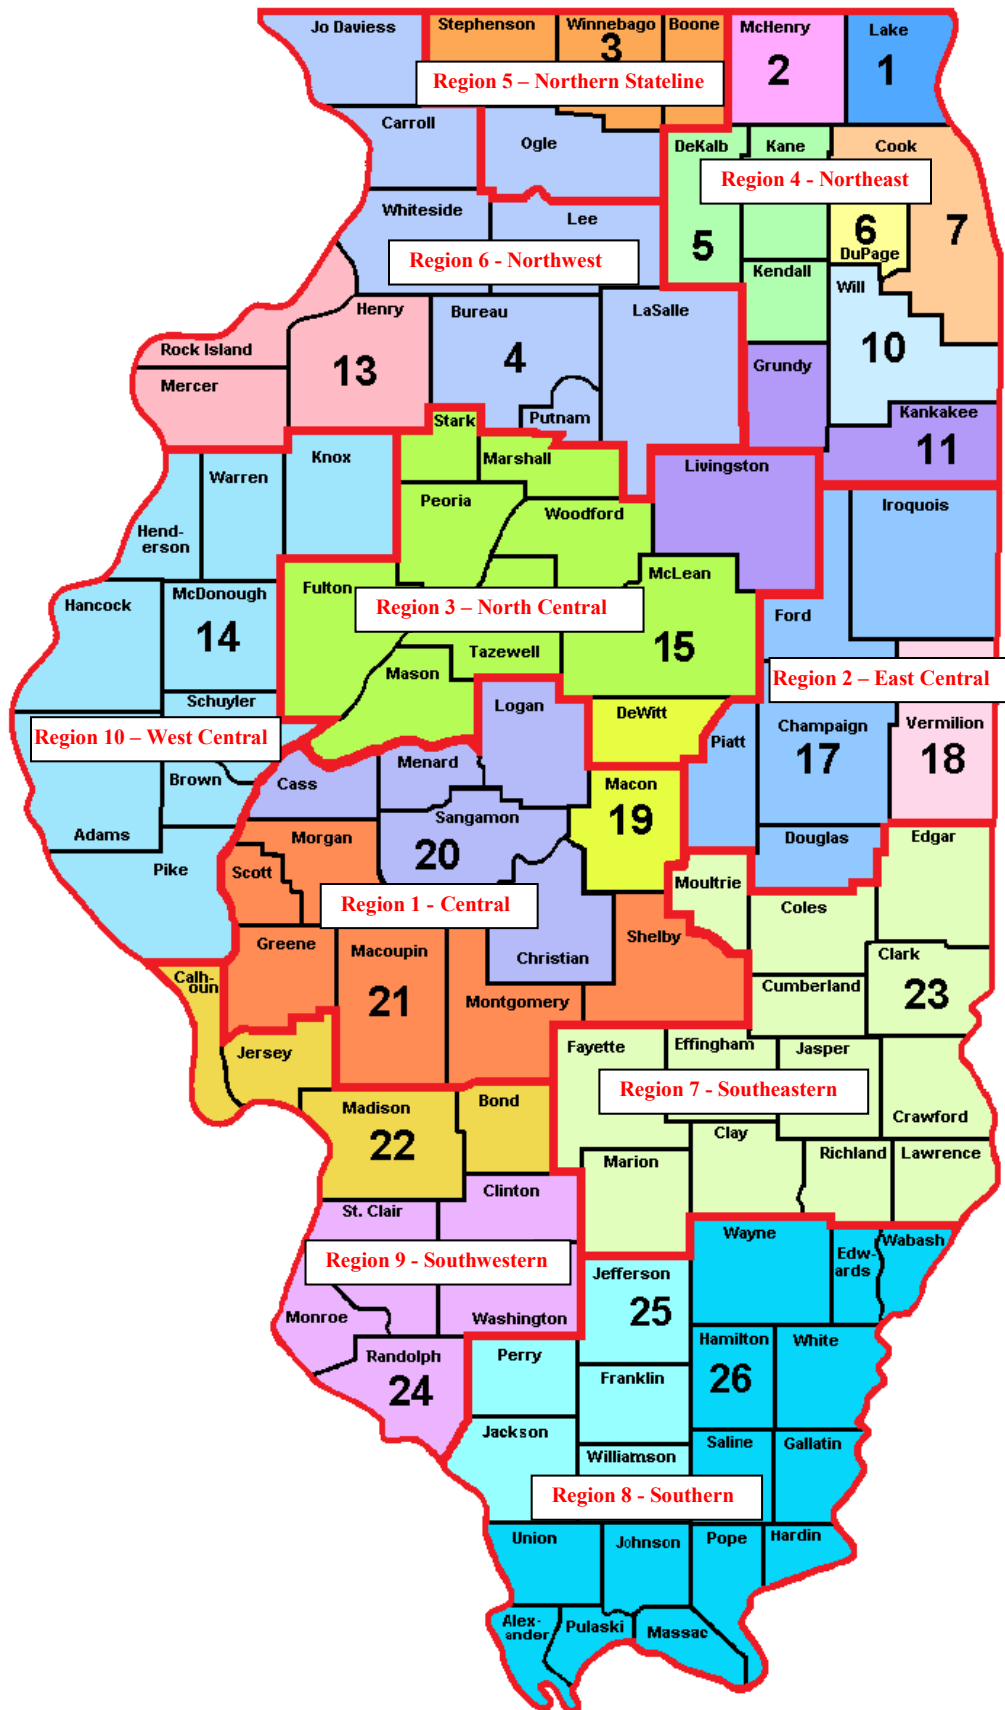 Jo Daviess
Stephenson
Winnebago
3
Boone
McHenry
2
Lake
1
Region 5 – Northern Stateline
Carroll
Ogle
DeKalb
Kane
Cook
Region 4 - Northeast
Whiteside
Lee
5
6
DuPage
7
Region 6 - Northwest
Kendall
Will
Henry
Bureau
LaSalle
Rock Island
13
4
10
Mercer
Grundy
Putnam
Kankakee
11
Stark
Knox
Marshall
Livingston
Warren
Peoria
Woodford
Iroquois
Hend-
erson
McLean
Fulton
McDonough
Hancock
Region 3 – North Central
Ford
14
15
Tazewell
Mason
Region 2 – East Central
Schuyler
Logan
DeWitt
Region 10 – West Central
Piatt
Champaign
17
Vermilion
18
Menard
Brown
Cass
Macon
19
Sangamon
20
Adams
Morgan
Douglas
Edgar
Pike
Scott
Moultrie
Region 1 - Central
Coles
Greene
Macoupin
Shelby
Christian
Clark
Calh-
oun
21
Montgomery
Cumberland
23
Jersey
Fayette
Effingham
Jasper
Region 7 - Southeastern
Madison
Bond
22
Crawford
Clay
Marion
Richland
Lawrence
Clinton
St. Clair
Wayne
Wabash
Region 9 - Southwestern
Edw-
ards
Jefferson
25
Monroe
Washington
Randolph
24
Perry
Hamilton
26
White
Franklin
Jackson
Williamson
Saline
Gallatin
Region 8 - Southern
Union
Johnson
Pope
Hardin
Alex-
ander
Pulaski
Massac